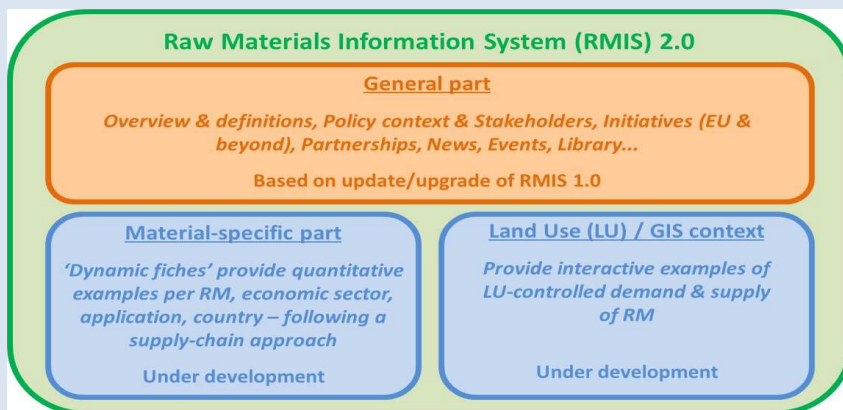 Raw Materials Information System (RMIS) 2.0
General part
Overview & definitions, Policy context & Stakeholders, Initiatives (EU &
beyond), Partnerships, News, Events, Library...
Based on update/upgrade of RMIS 1.0
Material-specific part
‘Dynamic fiches’ provide quantitative
examples per RM, economic sector,
application, country – following a
supply-chain approach
Under development
Land Use (LU) / GIS context
Provide interactive examples of
LU-controlled demand & supply
of RM
Under development